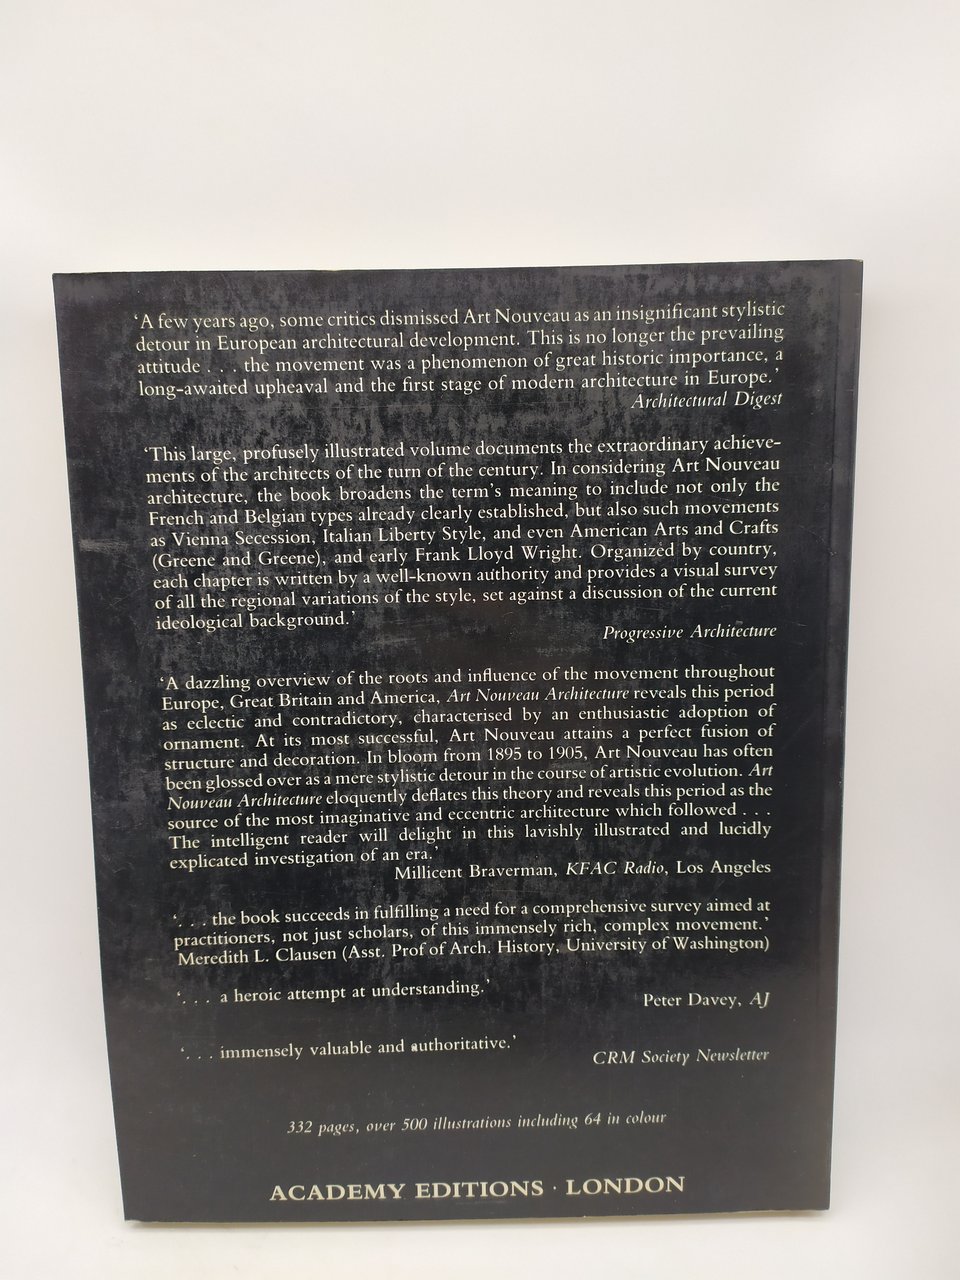 ‘A few years ago, some critics dismissed Art Nouveau as an insignificant stylistic
detour in European architectural development. This is no longer the prevailing
attitude . . . the movement was a phenomenon of great historic importance, a
long-awaited upheaval and the first stage of modern architecture in Europe.’
Architectural Digest
‘This large, profusely illustrated volume documents the extraordinary achieve-
ments of the architects of the turn of the century. In considering Art Nouveau
architecture, the book broadens the term's meaning to include not only the
French and Belgian types already clearly established, but also such movements
as Vienna Secession, Italian Liberty Style, and even American Arts and Crafts
(Greene and Greene), and early Frank Lloyd Wright. Organized by country,
each chapter is written by a well-known authority and provides a visual survey
of all the regional variations of the style, set against a discussion of the current
ideological background.’
Progressive Architecture
‘A dazzling overview of the roots and influence of the movement throughout
Europe, Great Britain and America, Art Nouveau Architecture reveals this period
as eclectic and contradictory, characterised by an enthusiastic adoption of
ornament. At its most successful, Art Nouveau attains a perfect fusion of
structure and decoration. In bloom from 1895 to 1905, Art Nouveau has often
been glossed over as a mere stylistic detour in the course of artistic evolution. Art
Nouveau Architecture eloquently deflates this theory and reveals this period as the
source of the most imaginative and eccentric architecture which followed . . .
The intelligent reader will delight in this lavishly illustrated and lucidly
explicated investigation of an era.’
Millicent Braverman, KFAC Radio, Los Angeles
‘. . . the book succeeds in fulfilling a need for a comprehensive survey aimed at
practitioners, not just scholars, of this immensely rich, complex movement.’
Meredith L. Clausen (Asst. Prof of Arch. History, University of Washington)
‘. . . a heroic attempt at understanding.’
Peter Davey, AJ
‘. . . immensely valuable and authoritative.’
CRM Society Newsletter
332 pages, over 500 illustrations including 64 in colour
ACADEMY EDITIONS · LONDON